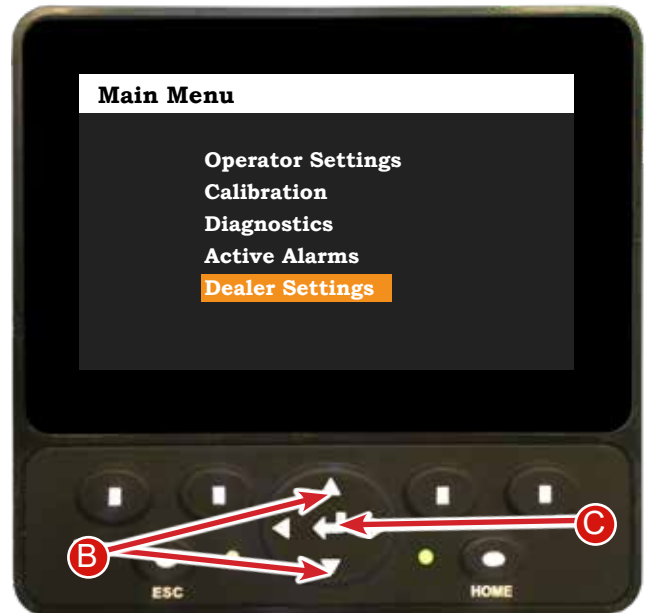 Main Menu
Operator Settings
Calibration
Diagnostics
Active Alarms
Dealer Settings
B
C
ESC
HOME